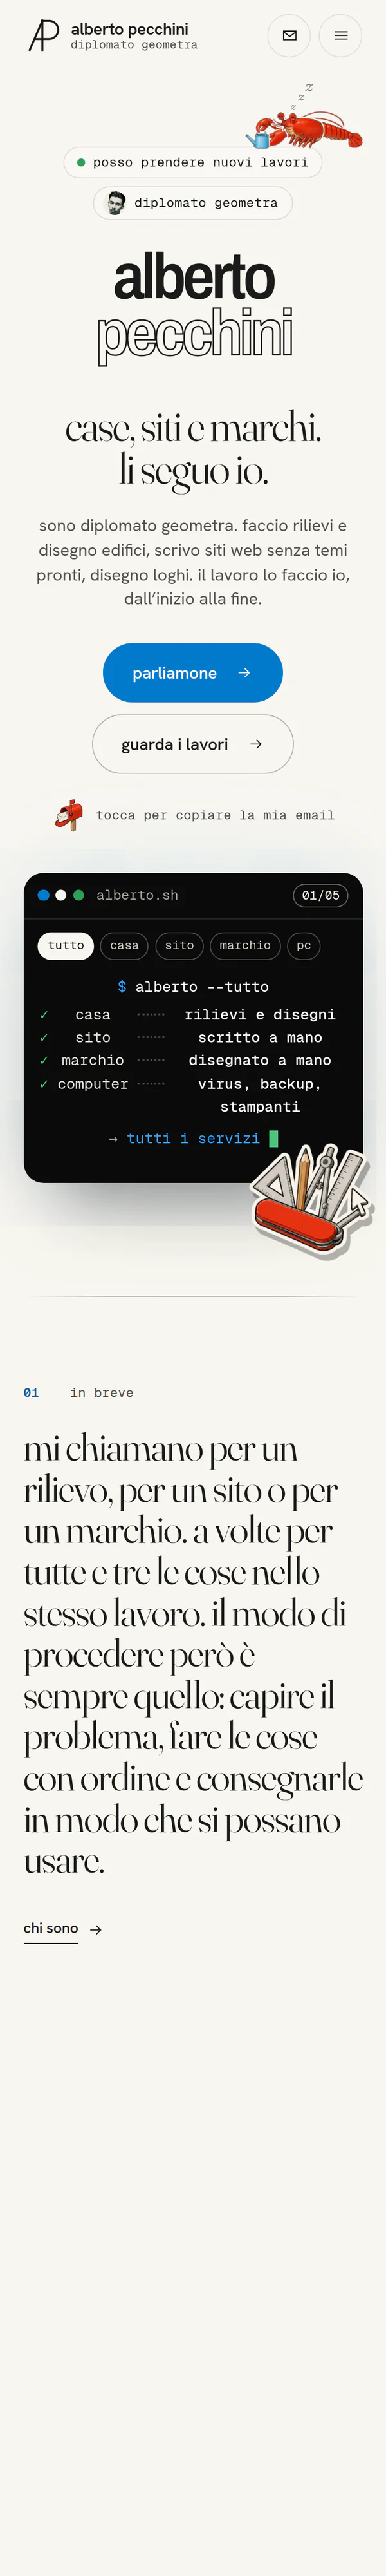 alberto pecchini
diplomato geometra
z
z
z
posso prendere nuovi lavori
diplomato geometra
alberto
pecchini
case, siti e marchi.
li seguo io.
sono diplomato geometra. faccio rilievi e
disegno edifici, scrivo siti web senza temi
pronti, disegno loghi. il lavoro lo faccio io,
dall’inizio alla fine.
parliamone →
guarda i lavori →
tocca per copiare la mia email
alberto.sh 01/05
tutto casa sito marchio pc
$ alberto --tutto
✓ casa ······· rilievi e disegni
✓ sito ······· scritto a mano
✓ marchio ······· disegnato a mano
✓ computer ······· virus, backup,
stampanti
→ tutti i servizi
01 in breve
mi chiamano per un
rilievo, per un sito o per
un marchio. a volte per
tutte e tre le cose nello
stesso lavoro. il modo di
procedere però è
sempre quello: capire il
problema, fare le cose
con ordine e consegnarle
in modo che si possano
usare.
chi sono →